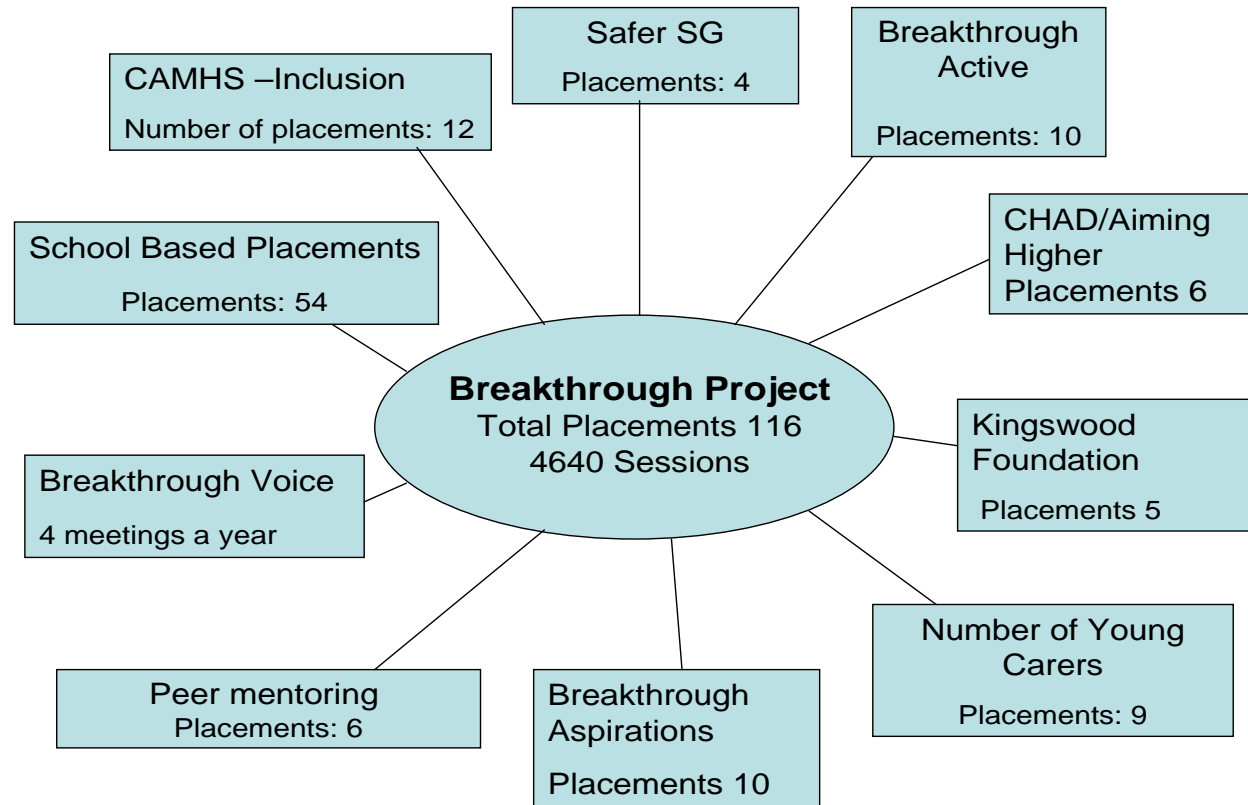 Safer SG
Placements: 4
Breakthrough
Active
Placements: 10
CAMHS –Inclusion
Number of placements: 12
CHAD/Aiming
Higher
Placements 6
School Based Placements
Placements: 54
Breakthrough Project
Total Placements 116
4640 Sessions
Kingswood
Foundation
Placements 5
Breakthrough Voice
4 meetings a year
Number of Young
Carers
Placements: 9
Peer mentoring
Placements: 6
Breakthrough
Aspirations
Placements 10